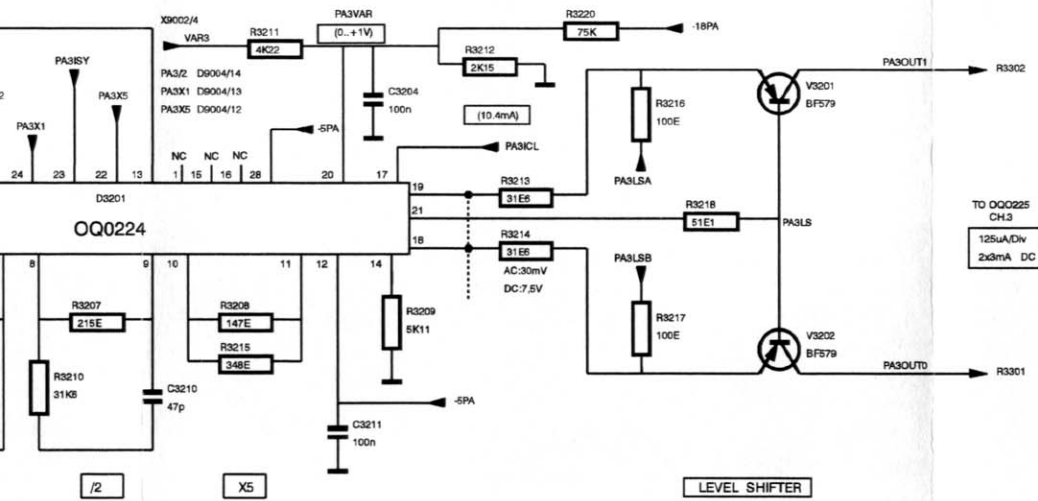 X9002/4
VAR3
R3211
4K22
PA3VAR
(0..+1V)
R3220
75K
-18PA
R3212
2K15
PA3/2 D9004/14
PA3X1 D9004/13
PA3X5 D9004/12
C3204
100n
(10.4mA)
PA3ISY
PA3X5
PA3X1
2
-5PA
PA3ICL
NC
NC
NC
24
23
22
13
1
15
16
28
20
17
D3201
OQ0224
19
21
18
8
9
10
11
12
14
R3213
31E6
R3214
31E6
AC:30mV
DC:7,5V
R3216
100E
PA3LSA
V3201
BF579
PA3OUT1
R3302
R3218
51E1
PA3LS
TO OQ0225
CH.3
125uA/Div
2x3mA DC
PA3LSB
R3217
100E
V3202
BF579
PA3OUT0
R3301
R3207
215E
R3208
147E
R3215
348E
R3209
5K11
R3210
31K6
C3210
47p
-5PA
C3211
100n
/2
X5
LEVEL SHIFTER